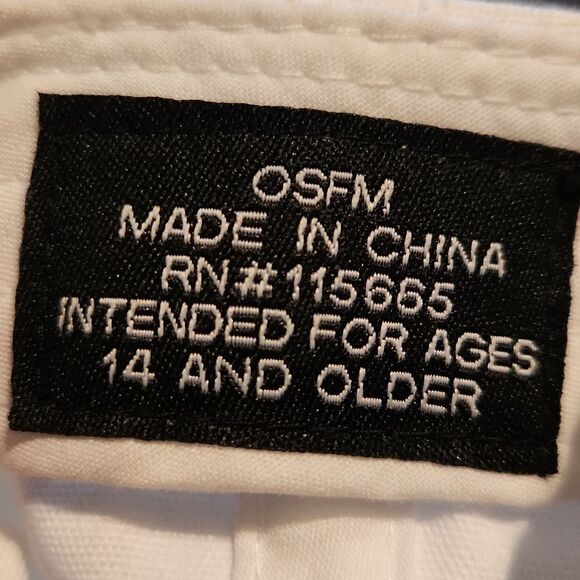 OSFM
MADE IN CHINA
RN#115665
INTENDED FOR AGES
14 AND OLDER